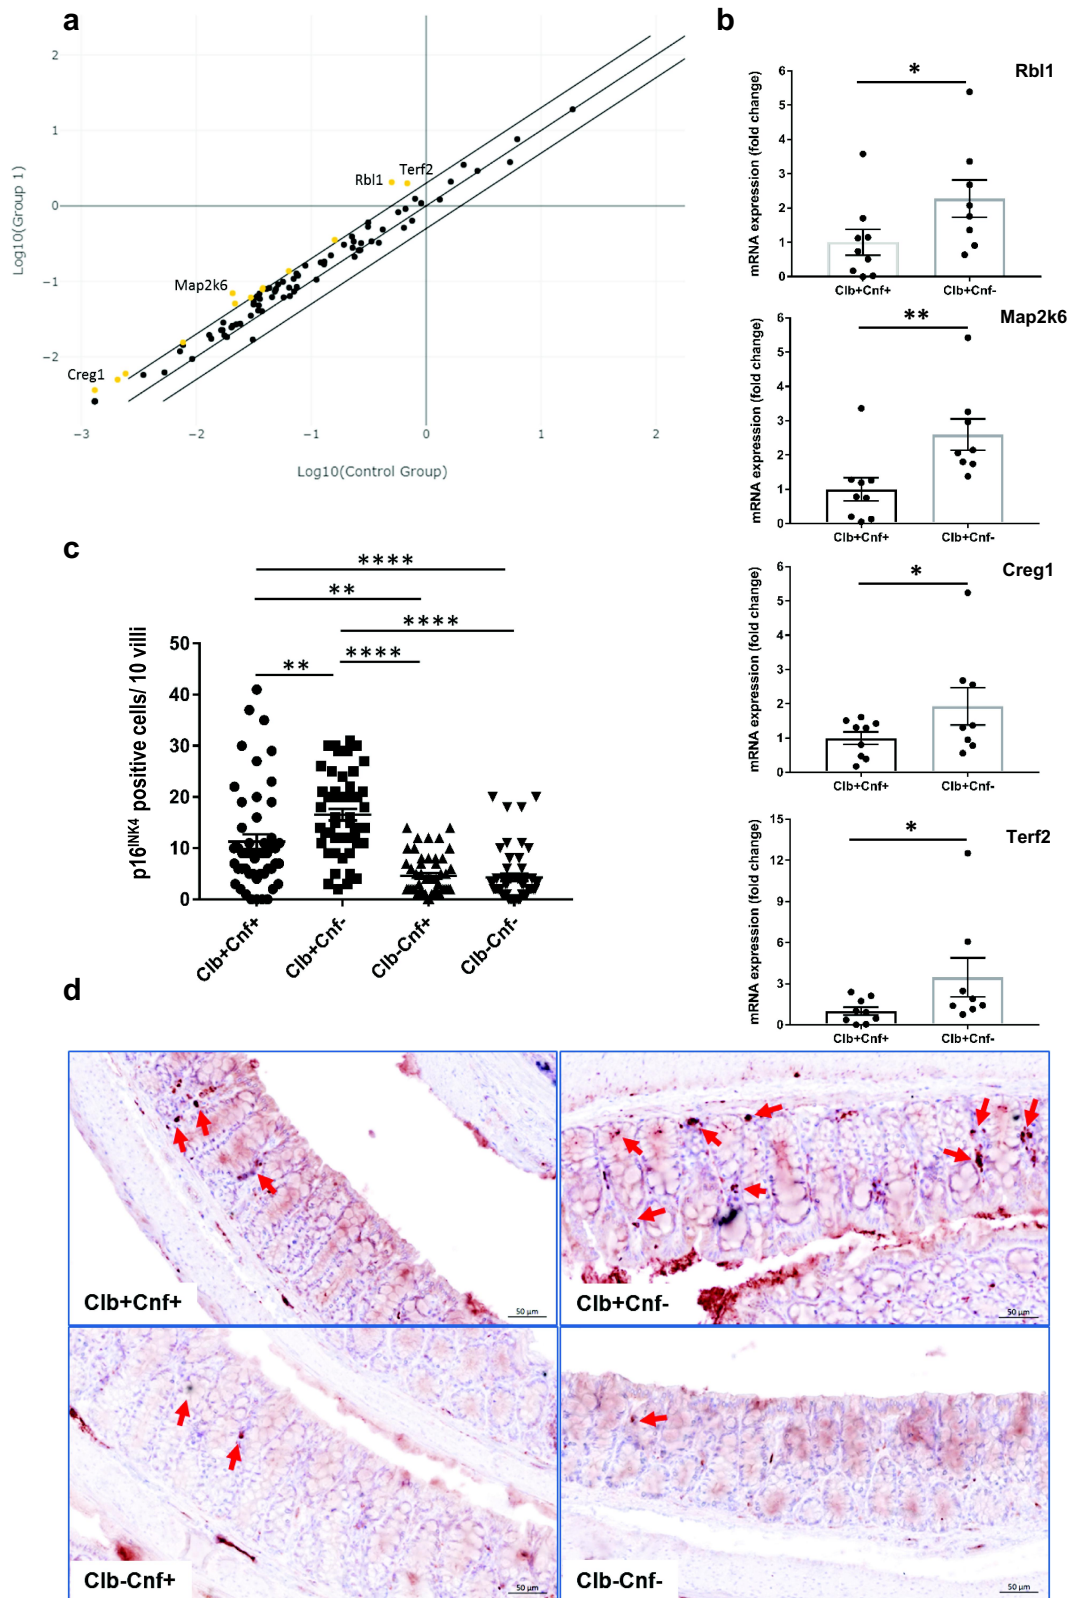 a
2
1
0
−1
−2
−3
−2
−1
0
1
2
Log10(Group 1)
Log10(Control Group)
Rbl1
Terf2
Map2k6
Creg1
b
Rbl1
*
mRNA expression (fold change)
6
5
4
3
2
1
0
Clb+Cnf+
Clb+Cnf-
Map2k6
**
mRNA expression (fold change)
6
5
4
3
2
1
0
Clb+Cnf+
Clb+Cnf-
Creg1
*
mRNA expression (fold change)
6
5
4
3
2
1
0
Clb+Cnf+
Clb+Cnf-
Terf2
*
mRNA expression (fold change)
15
12
9
6
3
0
Clb+Cnf+
Clb+Cnf-
c
****
**
****
** ****
p16INK4 positive cells/ 10 villi
50
40
30
20
10
0
Clb+Cnf+
Clb+Cnf-
Clb-Cnf+
Clb-Cnf-
d
Clb+Cnf+
50 µm
Clb+Cnf-
50 µm
Clb-Cnf+
50 µm
Clb-Cnf-
50 µm